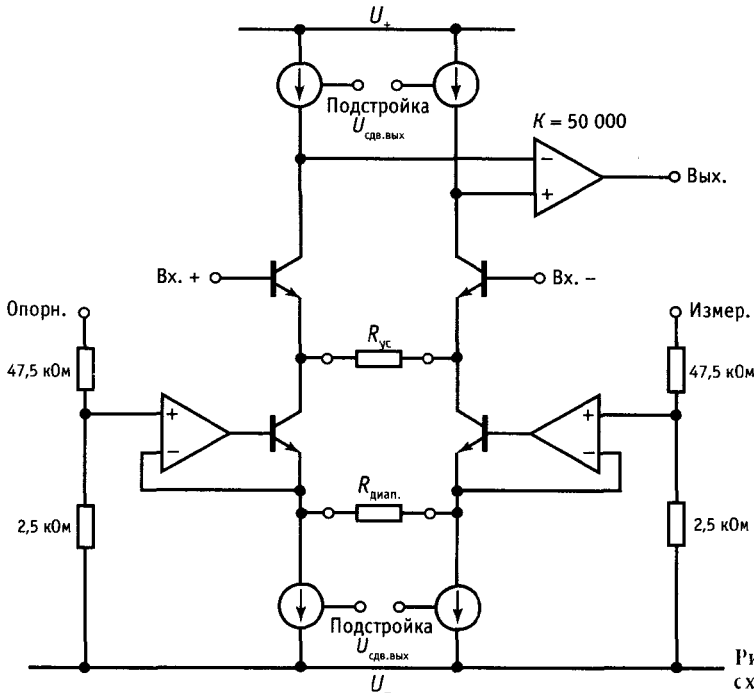 U+
Подстройка
Uсдв.вых
K = 50 000
−
+
Вых.
Вх. +
Вх. −
Опорн.
Измер.
Rус
47,5 кОм
47,5 кОм
+
−
+
−
Rдиап.
2,5 кОм
2,5 кОм
Подстройка
Uсдв.вых
U−
сх